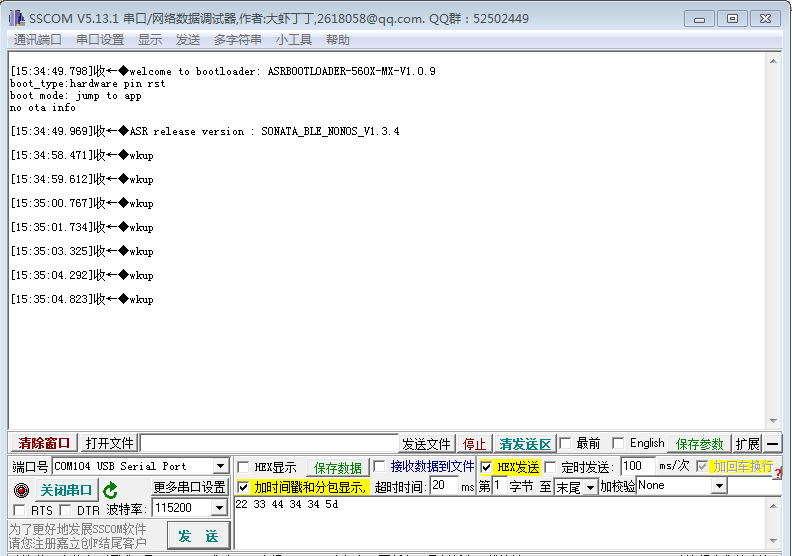 SSCOM V5.13.1 串口/网络数据调试器,作者:大虾丁丁,2618058@qq.com. QQ群：52502449
通讯端口 串口设置 显示 发送 多字符串 小工具 帮助
[15:34:49.798]收←◆welcome to bootloader: ASRBOOTLOADER-560X-MX-V1.0.9
boot_type:hardware pin rst
boot mode: jump to app
no ota info
[15:34:49.969]收←◆ASR release version : SONATA_BLE_NONOS_V1.3.4
[15:34:58.471]收←◆wkup
[15:34:59.612]收←◆wkup
[15:35:00.767]收←◆wkup
[15:35:01.734]收←◆wkup
[15:35:03.325]收←◆wkup
[15:35:04.292]收←◆wkup
[15:35:04.823]收←◆wkup
清除窗口 打开文件 发送文件 停止 清发送区 最前 English 保存参数 扩展 —
端口号 COM104 USB Serial Port HEX显示 保存数据 接收数据到文件 HEX发送 定时发送: 100 ms/次 加回车换行
关闭串口 更多串口设置 加时间戳和分包显示, 超时时间: 20 ms 第 1 字节 至 末尾 加校验 None
RTS DTR 波特率: 115200 22 33 44 34 34 5d
为了更好地发展SSCOM软件
请您注册嘉立创F结尾客户
发 送